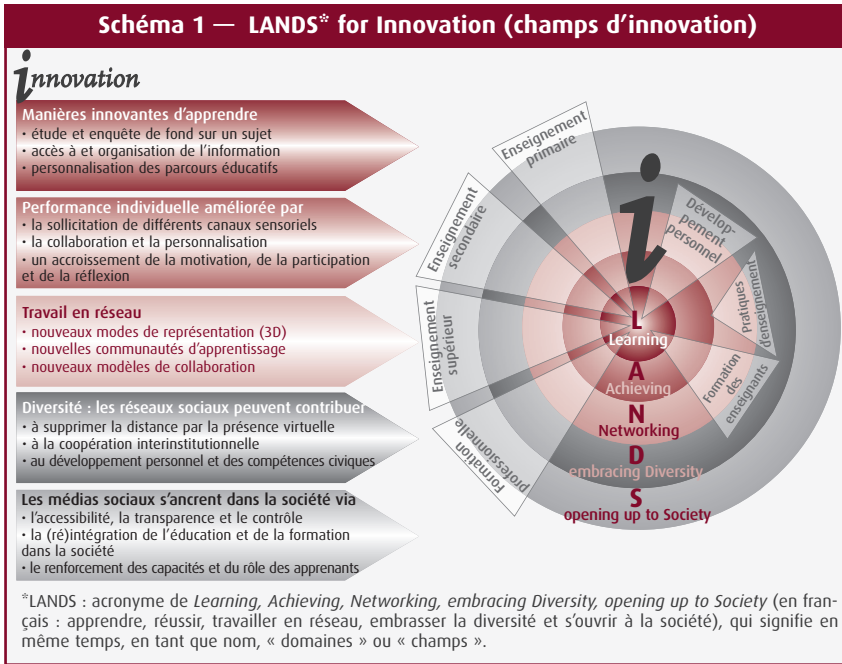 Schéma 1 — LANDS* for Innovation (champs d’innovation)
innovation
Manières innovantes d’apprendre
· étude et enquête de fond sur un sujet
· accès à et organisation de l’information
· personnalisation des parcours éducatifs
Performance individuelle améliorée par
· la sollicitation de différents canaux sensoriels
· la collaboration et la personnalisation
· un accroissement de la motivation, de la participation
et de la réflexion
Travail en réseau
· nouveaux modes de représentation (3D)
· nouvelles communautés d’apprentissage
· nouveaux modèles de collaboration
Diversité : les réseaux sociaux peuvent contribuer
· à supprimer la distance par la présence virtuelle
· à la coopération interinstitutionnelle
· au développement personnel et des compétences civiques
Les médias sociaux s’ancrent dans la société via
· l’accessibilité, la transparence et le contrôle
· la (ré)intégration de l’éducation et de la formation
dans la société
· le renforcement des capacités et du rôle des apprenants
Enseignement
primaire
Enseignement
secondaire
Enseignement
supérieur
Formation
professionnelle
i
Dévelop-
pement
personnel
Pratiques
d’enseignement
Formation
des
enseignants
L
Learning
A
Achieving
N
Networking
D
embracing Diversity
S
opening up to Society
*LANDS : acronyme de Learning, Achieving, Networking, embracing Diversity, opening up to Society (en fran-
çais : apprendre, réussir, travailler en réseau, embrasser la diversité et s’ouvrir à la société), qui signifie en
même temps, en tant que nom, « domaines » ou « champs ».